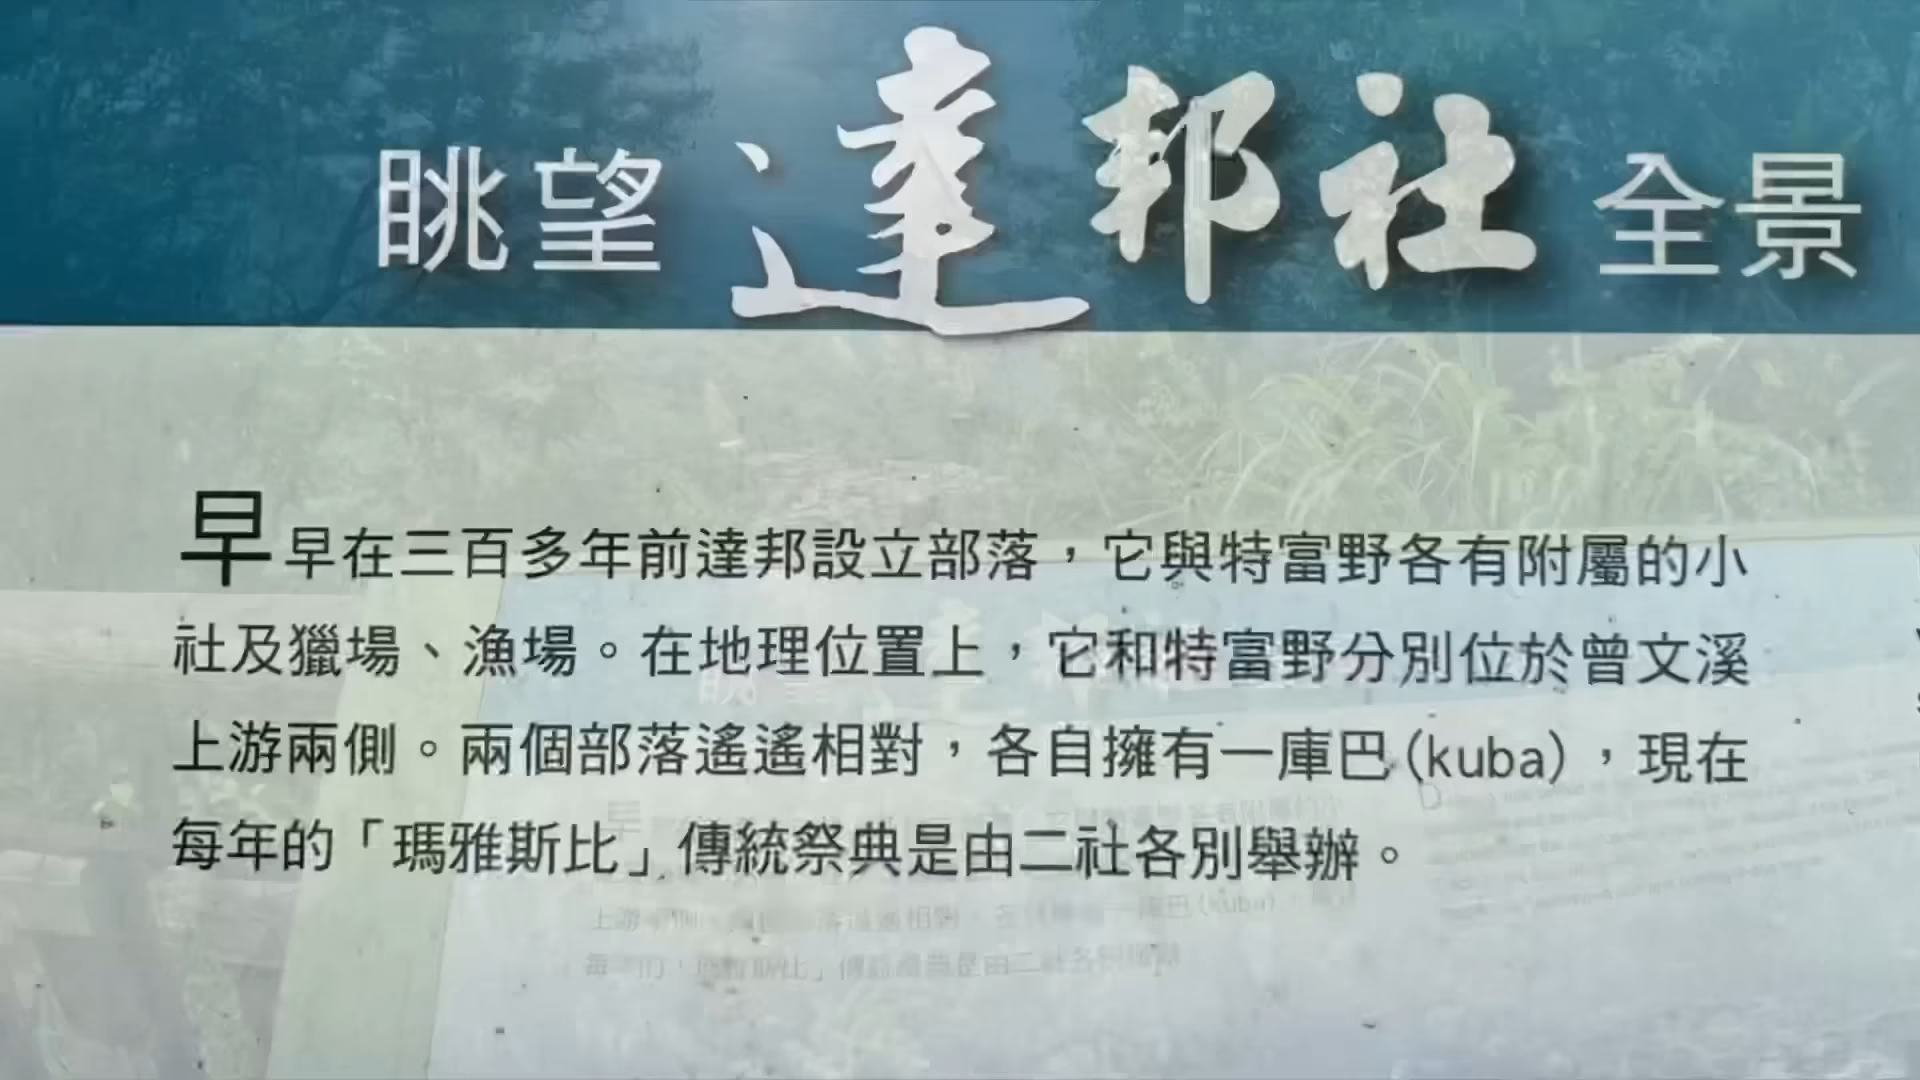 眺望達邦社全景
早早在三百多年前達邦設立部落，它與特富野各有附屬的小
社及獵場、漁場。在地理位置上，它和特富野分別位於曾文溪
上游兩側。兩個部落遙遙相對，各自擁有一庫巴(kuba)，現在
每年的「瑪雅斯比」傳統祭典是由二社各別舉辦。